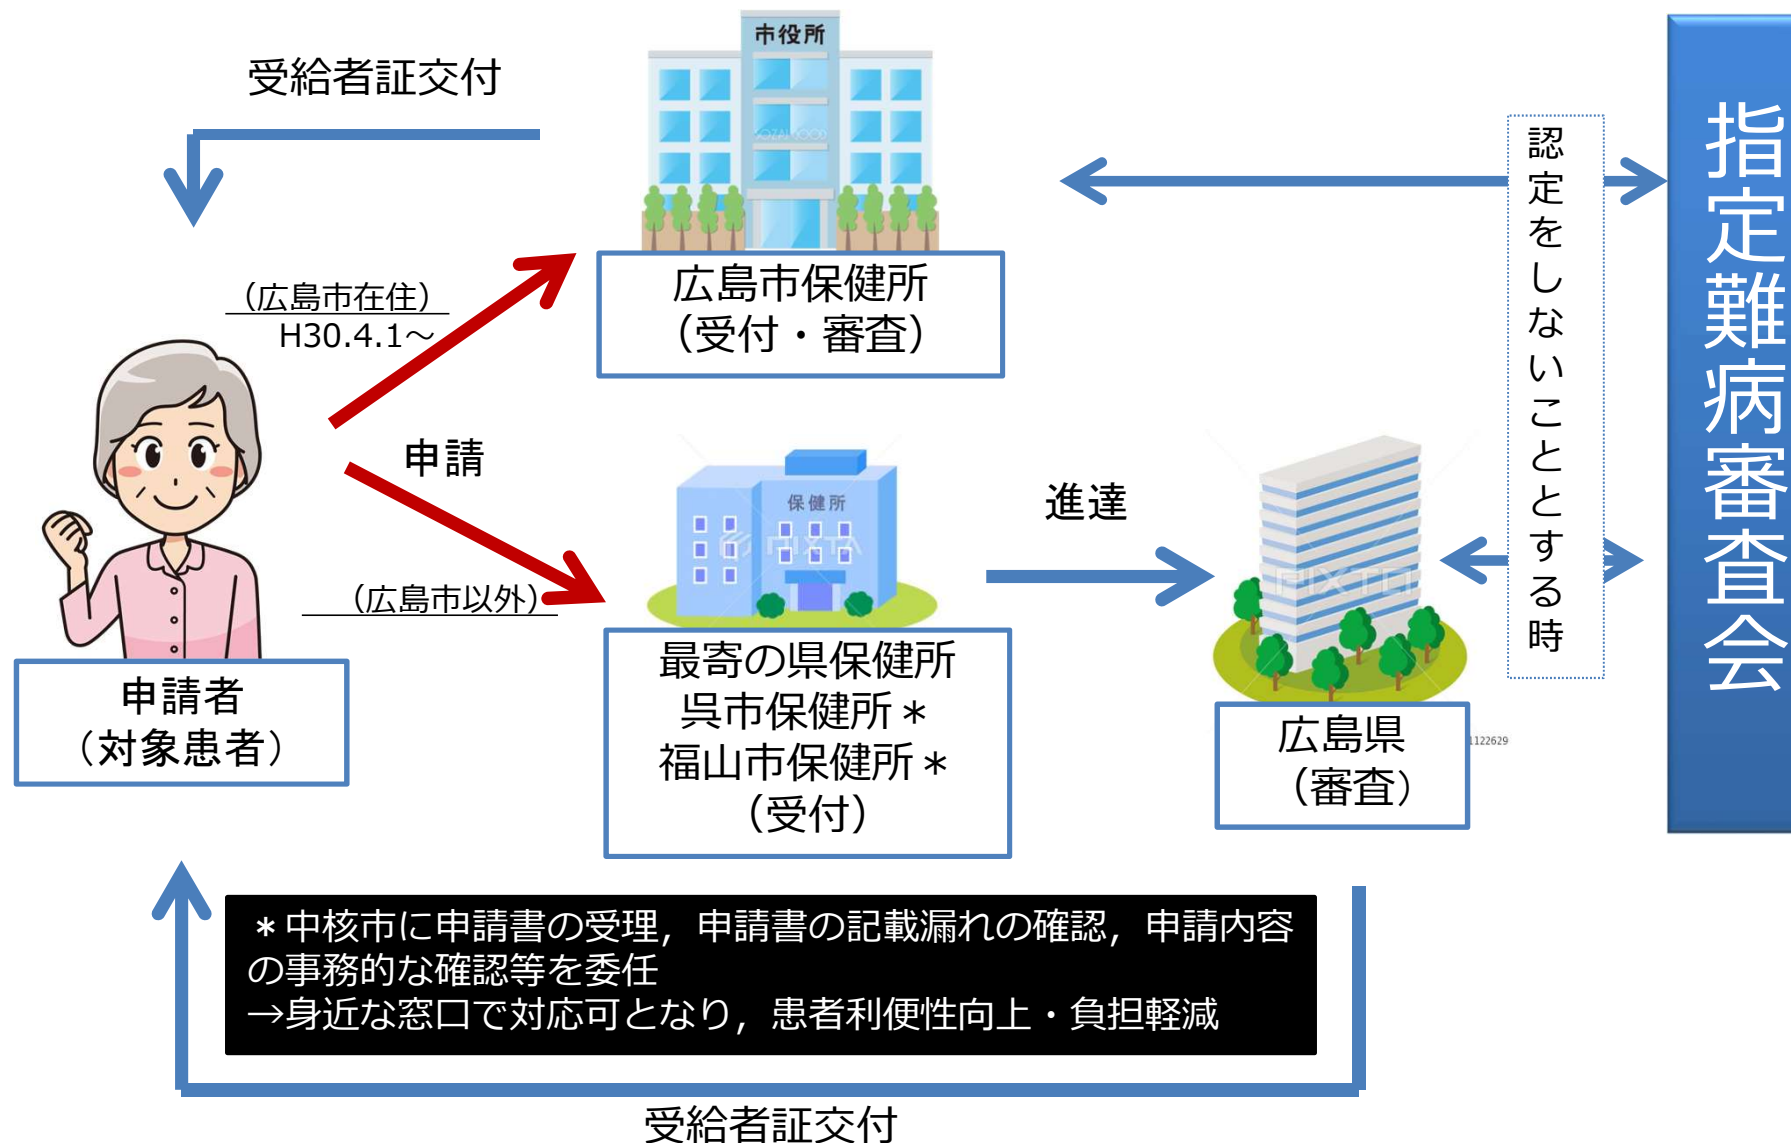 市役所
受給者証交付
SOZAI GOOD
指定難病審査会
認定をしないこととする時
広島市保健所
（受付・審査）
（広島市在住）
H30.4.1～
申請
保健所
PIXTA
進達
PIXTA
（広島市以外）
申請者
（対象患者）
最寄の県保健所
呉市保健所＊
福山市保健所＊
（受付）
広島県
（審査）
1122629
＊中核市に申請書の受理，申請書の記載漏れの確認，申請内容
の事務的な確認等を委任
→身近な窓口で対応可となり，患者利便性向上・負担軽減
受給者証交付